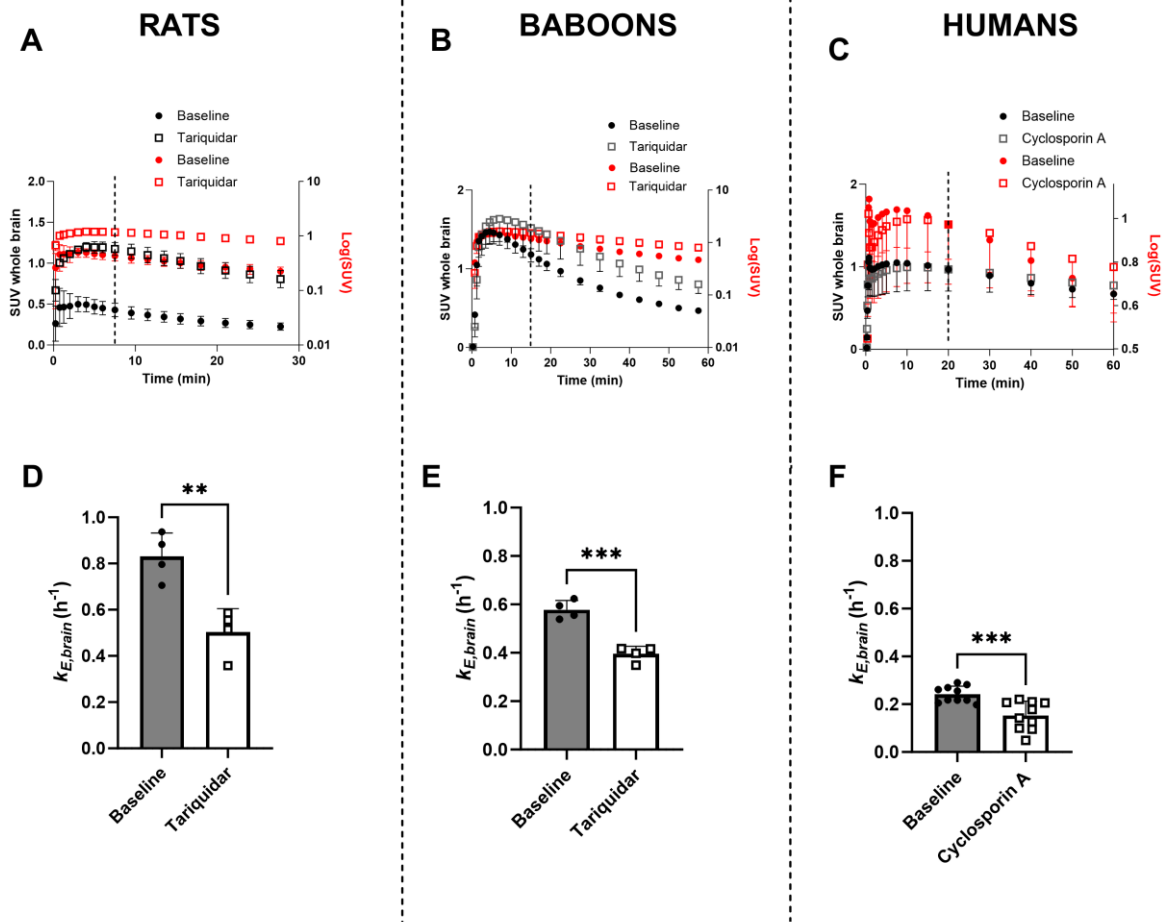 RATS
BABOONS
HUMANS
A
B
C
Baseline
Tariquidar
Baseline
Tariquidar
Baseline
Tariquidar
Baseline
Tariquidar
Baseline
Cyclosporin A
Baseline
Cyclosporin A
SUV whole brain
2.0
1.5
1.0
0.5
0.0
0
10
20
30
Time (min)
10
1
0.1
0.01
Log(SUV)
SUV whole brain
2
1
0
0
10
20
30
40
50
60
Time (min)
10
1
0.1
0.01
Log(SUV)
SUV whole brain
2
1
0
0
10
20
30
40
50
60
Time (min)
1
0.8
0.7
0.6
0.5
Log(SUV)
D
E
F
**
kE,brain (h-1)
1.0
0.8
0.6
0.4
0.2
0.0
Baseline
Tariquidar
***
kE,brain (h-1)
1.0
0.8
0.6
0.4
0.2
0.0
Baseline
Tariquidar
***
kE,brain (h-1)
1.0
0.8
0.6
0.4
0.2
0.0
Baseline
Cyclosporin A